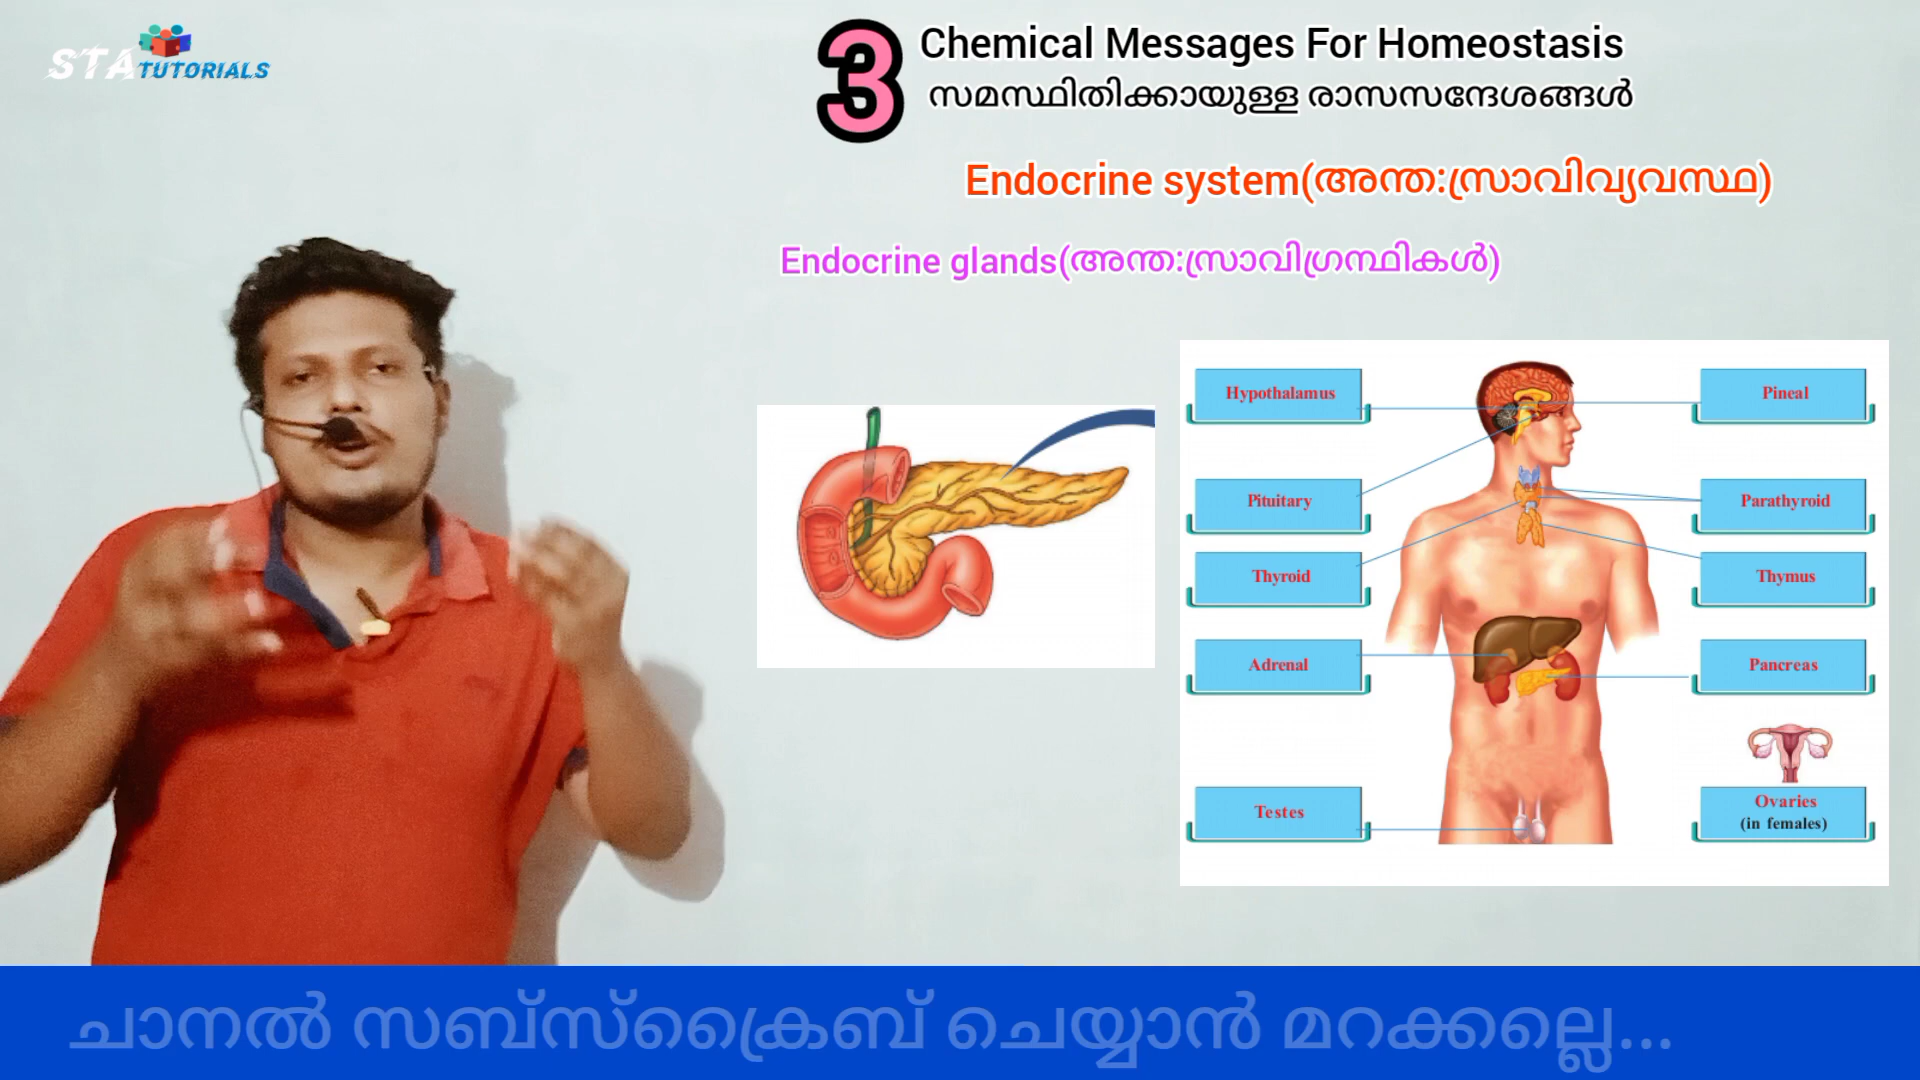 STA TUTORIALS
3 Chemical Messages For Homeostasis
സമസ്ഥിതിക്കായുള്ള രാസസന്ദേശങ്ങൾ
Endocrine system(അന്ത:സ്രാവിവ്യവസ്ഥ)
Endocrine glands(അന്ത:സ്രാവിഗ്രന്ഥികൾ)
Hypothalamus
Pineal
Pituitary
Parathyroid
Thyroid
Thymus
Adrenal
Pancreas
Testes
Ovaries
(in females)
ചാനൽ സബ്സ്ക്രൈബ് ചെയ്യാൻ മറക്കല്ലെ...